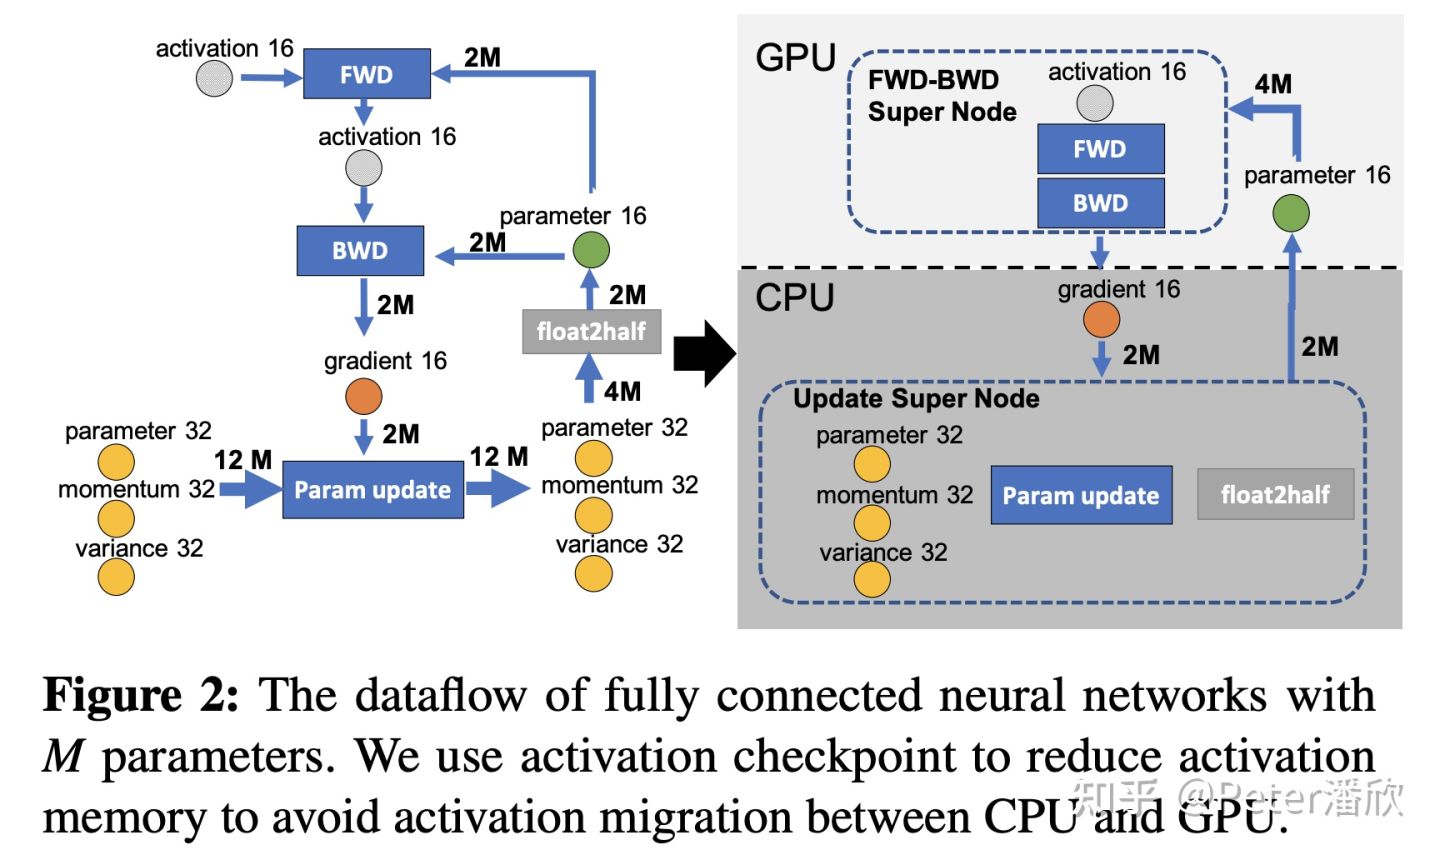 activation 16
FWD
2M
activation 16
parameter 16
BWD
2M
2M
2M
float2half
gradient 16
4M
2M
parameter 32
12 M
momentum 32
Param update
variance 32
12 M
parameter 32
momentum 32
variance 32
GPU
FWD-BWD
Super Node
activation 16
FWD
BWD
4M
parameter 16
CPU
gradient 16
2M
2M
Update Super Node
parameter 32
momentum 32
variance 32
Param update
float2half
Figure 2: The dataflow of fully connected neural networks with
M parameters. We use activation checkpoint to reduce activation
memory to avoid activation migration between CPU and GPU.
知乎 @Peter潘欣